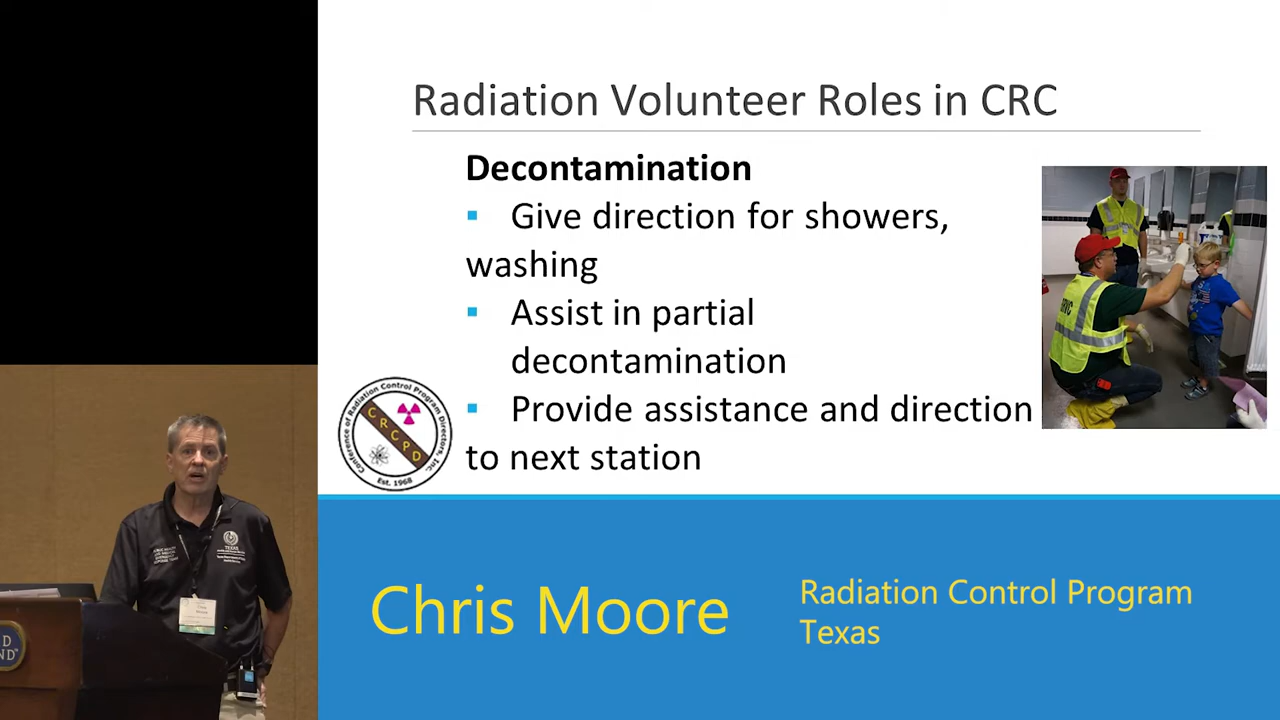 Radiation Volunteer Roles in CRC
Decontamination
▪ Give direction for showers,
washing
▪ Assist in partial
decontamination
▪ Provide assistance and direction
to next station
Conference of Radiation Control Program Directors, Inc.
CRCPD
Est. 1968
TEXAS
Chris Moore
Radiation Control Program
Texas